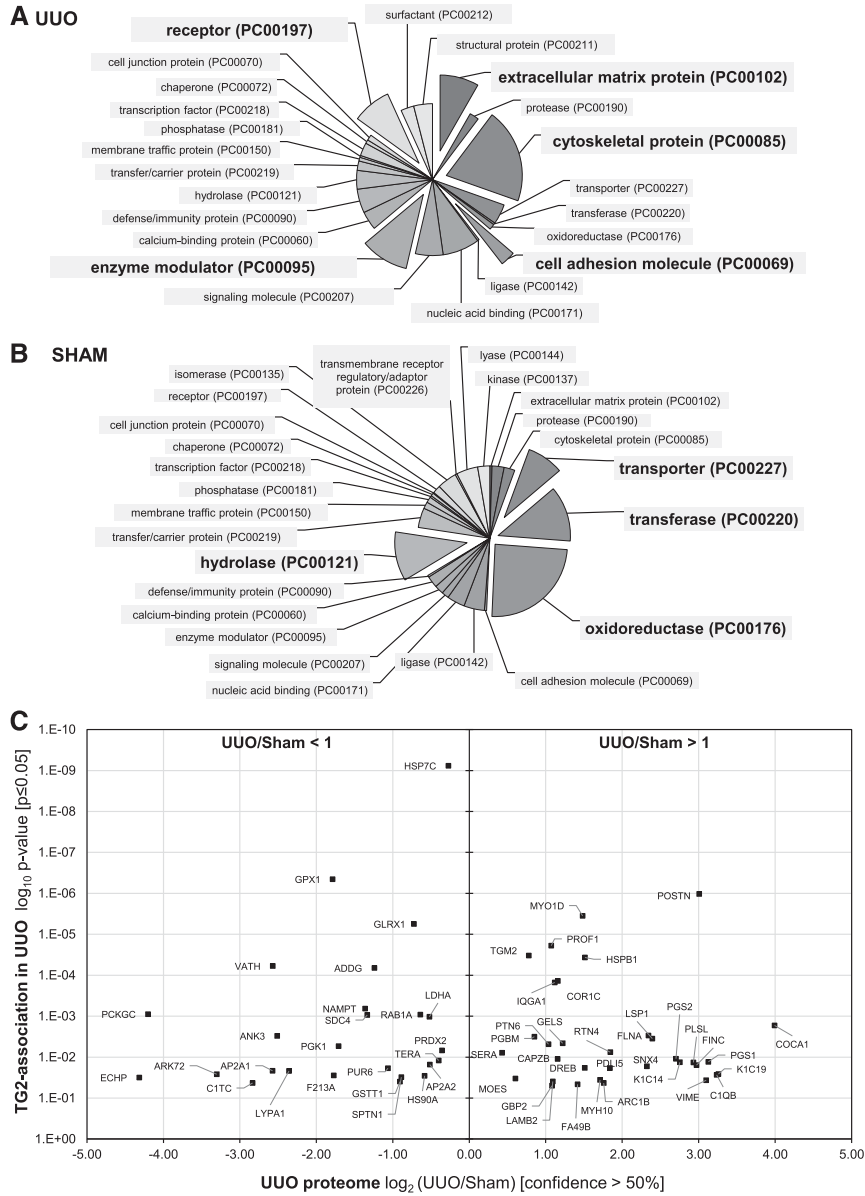 A UUO
receptor (PC00197)
surfactant (PC00212)
structural protein (PC00211)
cell junction protein (PC00070)
extracellular matrix protein (PC00102)
chaperone (PC00072)
protease (PC00190)
transcription factor (PC00218)
phosphatase (PC00181)
cytoskeletal protein (PC00085)
membrane traffic protein (PC00150)
transfer/carrier protein (PC00219)
transporter (PC00227)
hydrolase (PC00121)
transferase (PC00220)
defense/immunity protein (PC00090)
oxidoreductase (PC00176)
calcium-binding protein (PC00060)
cell adhesion molecule (PC00069)
enzyme modulator (PC00095)
ligase (PC00142)
signaling molecule (PC00207)
nucleic acid binding (PC00171)
B SHAM
transmembrane receptor
regulatory/adaptor
protein (PC00226)
lyase (PC00144)
isomerase (PC00135)
kinase (PC00137)
receptor (PC00197)
extracellular matrix protein (PC00102)
protease (PC00190)
cell junction protein (PC00070)
cytoskeletal protein (PC00085)
chaperone (PC00072)
transporter (PC00227)
transcription factor (PC00218)
phosphatase (PC00181)
membrane traffic protein (PC00150)
transferase (PC00220)
transfer/carrier protein (PC00219)
hydrolase (PC00121)
defense/immunity protein (PC00090)
calcium-binding protein (PC00060)
oxidoreductase (PC00176)
enzyme modulator (PC00095)
signaling molecule (PC00207)
ligase (PC00142)
cell adhesion molecule (PC00069)
nucleic acid binding (PC00171)
C
TG2-association in UUO log10 p-value [p≤0.05]
1.E-10
1.E-09
1.E-08
1.E-07
1.E-06
1.E-05
1.E-04
1.E-03
1.E-02
1.E-01
1.E+00
UUO/Sham < 1
UUO/Sham > 1
HSP7C
GPX1
POSTN
MYO1D
GLRX1
PROF1
TGM2
HSPB1
VATH
ADDG
IQGA1
COR1C
LDHA
NAMPT
PCKGC
SDC4
RAB1A
LSP1
PGS2
PTN6
GELS
COCA1
ANK3
PGBM
RTN4
FLNA
PLSL
PGK1
PRDX2
FINC
TERA
SERA
CAPZB
PDLI5
SNX4
PGS1
ARK72
AP2A1
DREB
K1C19
PUR6
K1C14
ECHP
C1TC
F213A
AP2A2
MOES
GSTT1
HS90A
VIME
C1QB
LYPA1
GBP2
MYH10
ARC1B
SPTN1
LAMB2
FA49B
-5.00 -4.00 -3.00 -2.00 -1.00 0.00 1.00 2.00 3.00 4.00 5.00
UUO proteome log2 (UUO/Sham) [confidence > 50%]